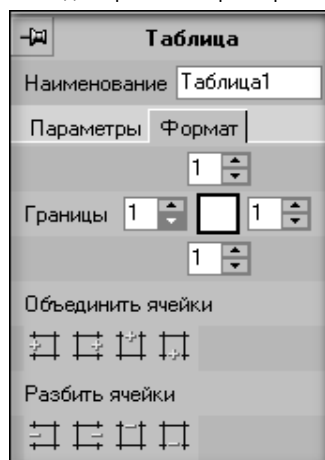 Таблица
Наименование Таблица1
Параметры Формат
1
Границы 1 1
1
Объединить ячейки
Разбить ячейки